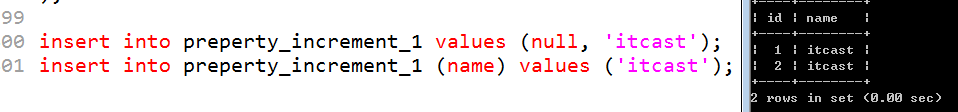 );
99
00 insert into preperty_increment_1 values (null, 'itcast');
01 insert into preperty_increment_1 (name) values ('itcast');
+----+--------+
| id | name   |
+----+--------+
|  1 | itcast |
|  2 | itcast |
+----+--------+
2 rows in set (0.00 sec)